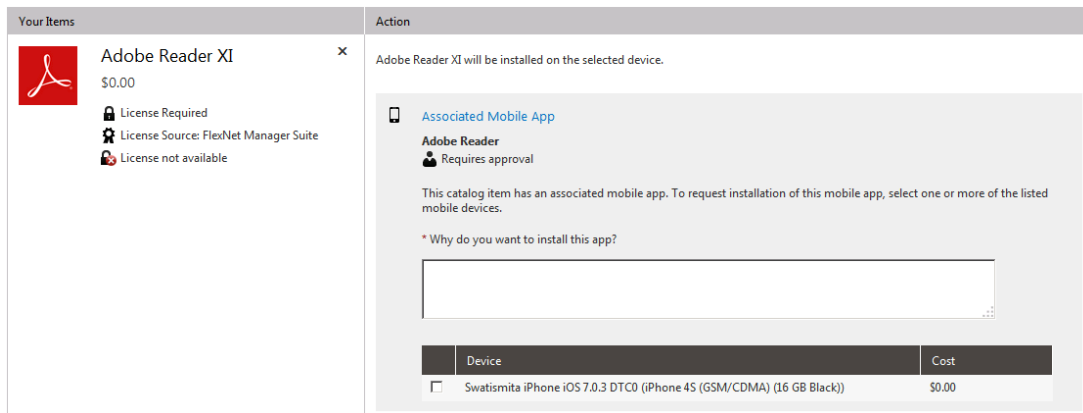 Your Items
Action
Adobe Reader XI
$0.00
License Required
License Source: FlexNet Manager Suite
License not available
Adobe Reader XI will be installed on the selected device.
Associated Mobile App
Adobe Reader
Requires approval
This catalog item has an associated mobile app. To request installation of this mobile app, select one or more of the listed
mobile devices.
* Why do you want to install this app?
Device
Cost
Swatismita iPhone iOS 7.0.3 DTC0 (iPhone 4S (GSM/CDMA) (16 GB Black))
$0.00